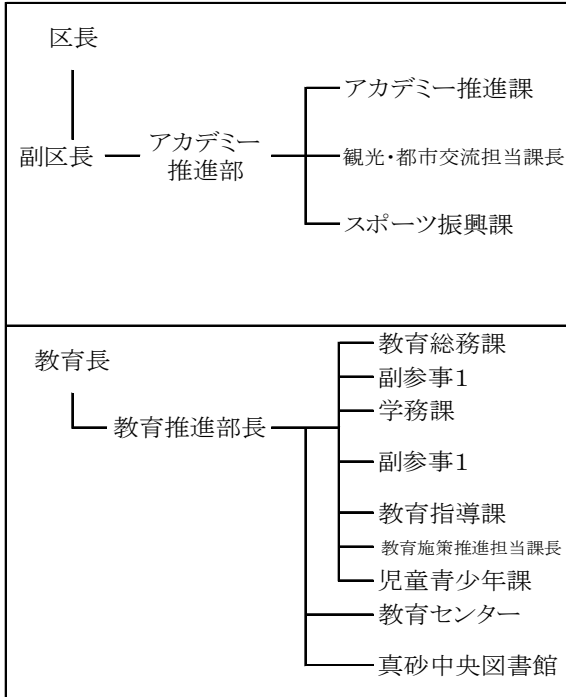 区長
副区長
アカデミー
推進部
アカデミー推進課
観光・都市交流担当課長
スポーツ振興課
教育長
教育推進部長
教育総務課
副参事1
学務課
副参事1
教育指導課
教育施策推進担当課長
児童青少年課
教育センター
真砂中央図書館